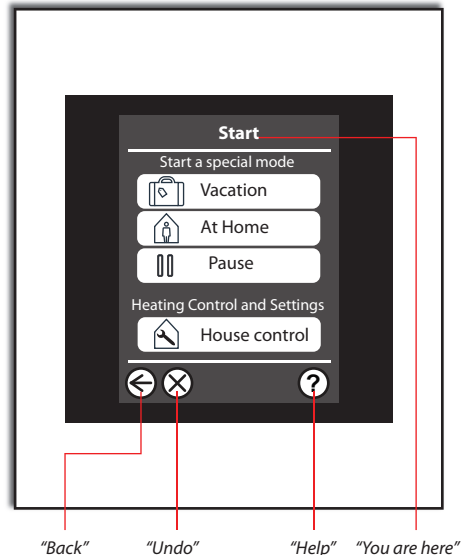 Start
Start a special mode
Vacation
At Home
Pause
Heating Control and Settings
House control
?
"Back" "Undo" "Help" "You are here"